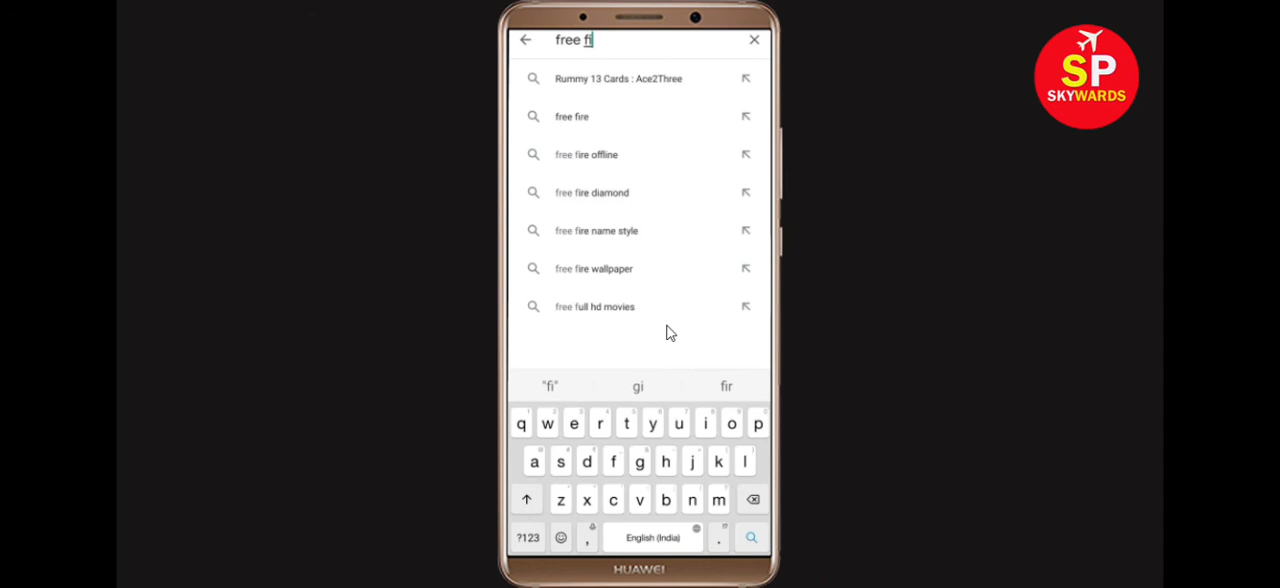 free fi
SP
SKYWARDS
Rummy 13 Cards : Ace2Three
free fire
free fire offline
free fire diamond
free fire name style
free fire wallpaper
free full hd movies
"fi" gi fir
q w e r t y u i o p
a s d f g h j k l
z x c v b n m
?123 , English (India) .
HUAWEI